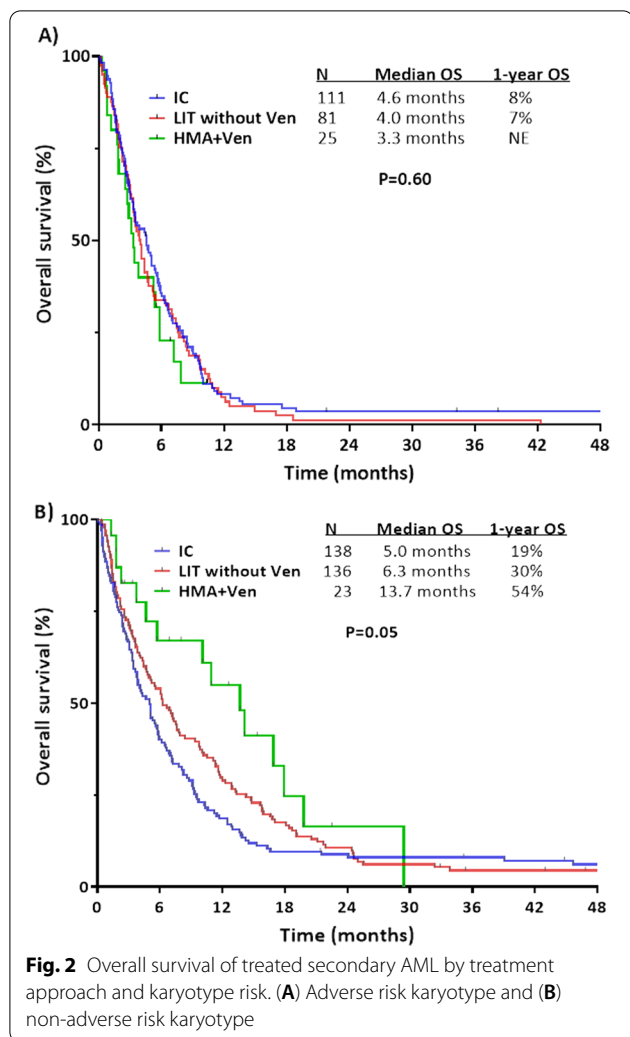 A)
N Median OS 1-year OS
IC 111 4.6 months 8%
LIT without Ven 81 4.0 months 7%
HMA+Ven 25 3.3 months NE
P=0.60
Overall survival (%)
100
50
0
0 6 12 18 24 30 36 42 48
Time (months)
B)
N Median OS 1-year OS
IC 138 5.0 months 19%
LIT without Ven 136 6.3 months 30%
HMA+Ven 23 13.7 months 54%
P=0.05
Overall survival (%)
100
50
0
0 6 12 18 24 30 36 42 48
Time (months)
Fig. 2 Overall survival of treated secondary AML by treatment
approach and karyotype risk. (A) Adverse risk karyotype and (B)
non-adverse risk karyotype